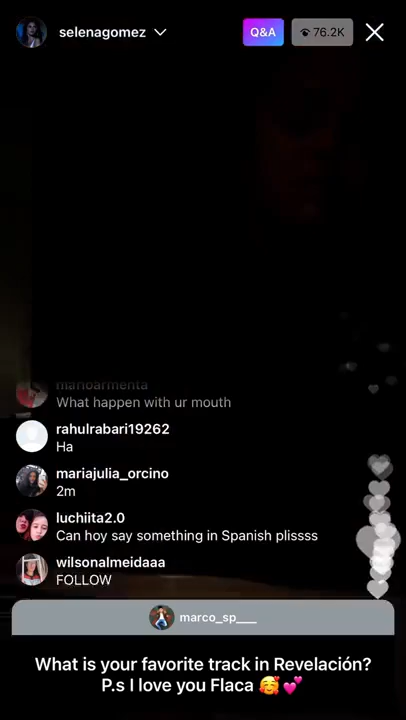 selenagomez
Q&A
76.2K
manoarmenta
What happen with ur mouth
rahulrabari19262
Ha
mariajulia_orcino
2m
luchiita2.0
Can hoy say something in Spanish plissss
wilsonalmeidaaa
FOLLOW
marco_sp___
What is your favorite track in Revelación?
P.s I love you Flaca 🥰 💕